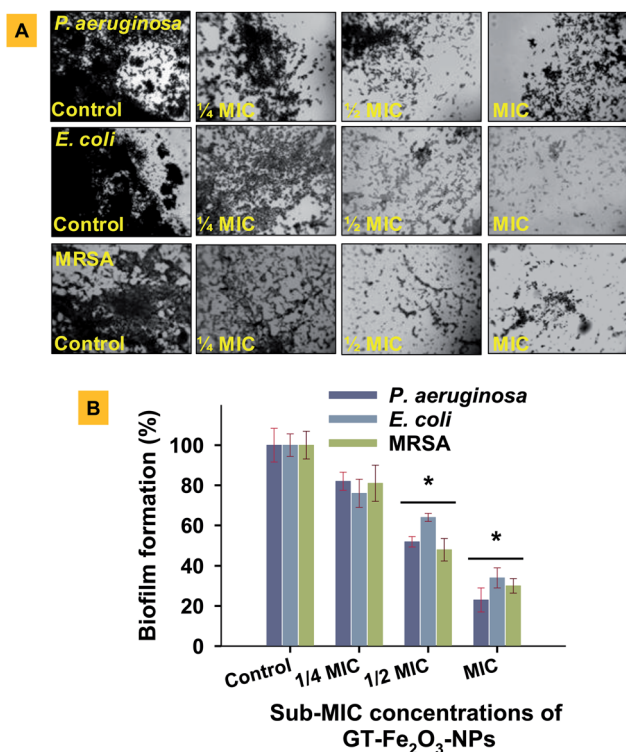 A
P. aeruginosa
Control
¼ MIC
½ MIC
MIC
E. coli
Control
¼ MIC
½ MIC
MIC
MRSA
Control
¼ MIC
½ MIC
MIC
B
P. aeruginosa
E. coli
MRSA
Biofilm formation (%)
100
80
60
40
20
0
*
*
Control
1/4 MIC
1/2 MIC
MIC
Sub-MIC concentrations of
GT-Fe₂O₃-NPs